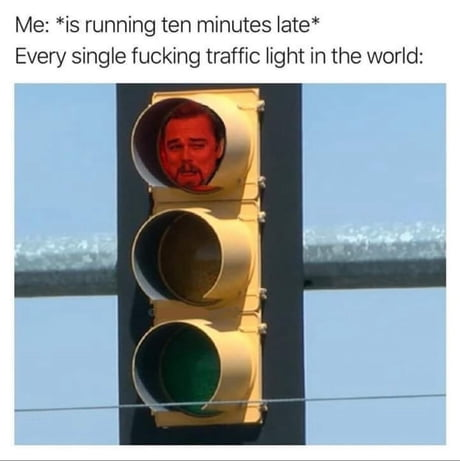 Me: *is running ten minutes late*
Every single fucking traffic light in the world: